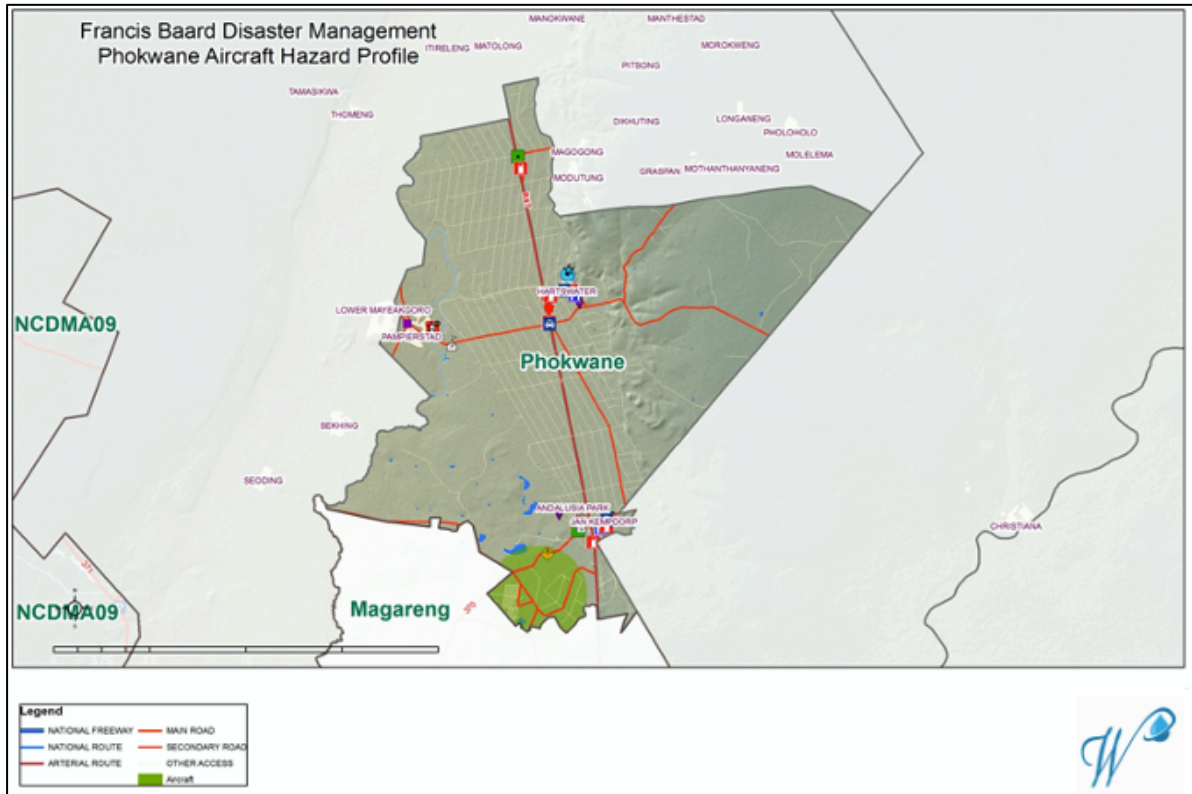 Francis Baard Disaster Management
Phokwane Aircraft Hazard Profile
MANOKWANE
MANTHESTAD
ITIRELENG
MATOLONG
MOROKWENG
PITSONG
TAMASIKWA
THOMENG
LONGANENG
DIKHUTING
PHOLOHOLO
MAGOGONG
MOLELEMA
MODUTUNG
GRASPAN
MOTHANTHANYANENG
HARTSWATER
LOWER MAYEAKGORO
NCDMA09
PAMPIERSTAD
Phokwane
SEKHING
SEODING
ANDALUSIA PARK
JAN KEMPDORP
CHRISTIANA
371
NCDMA09
Magareng
370
Legend
NATIONAL FREEWAY
MAIN ROAD
NATIONAL ROUTE
SECONDARY ROAD
ARTERIAL ROUTE
OTHER ACCESS
Aircraft
W